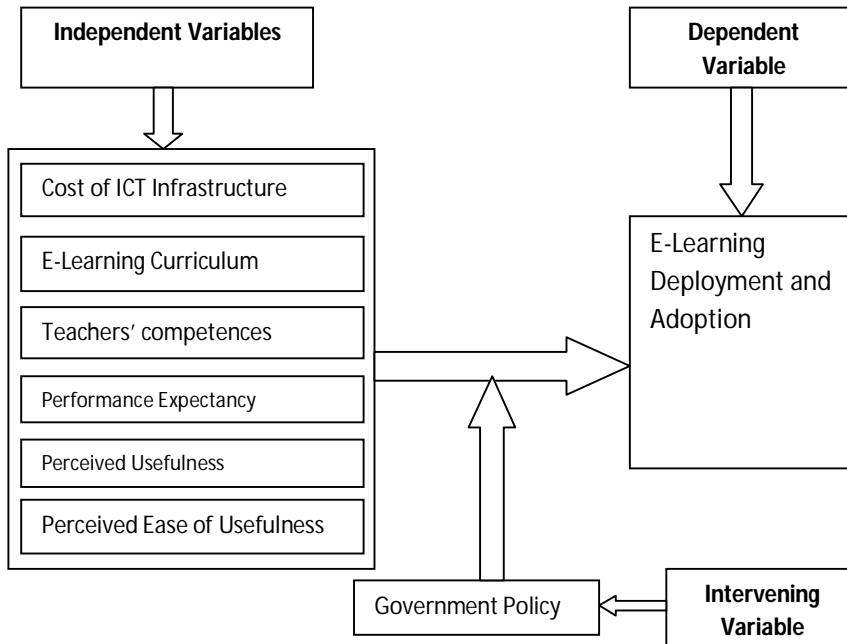 Independent Variables
Dependent
Variable
Cost of ICT Infrastructure
E-Learning Curriculum
Teachers’ competences
Performance Expectancy
Perceived Usefulness
Perceived Ease of Usefulness
E-Learning
Deployment and
Adoption
Government Policy
Intervening
Variable